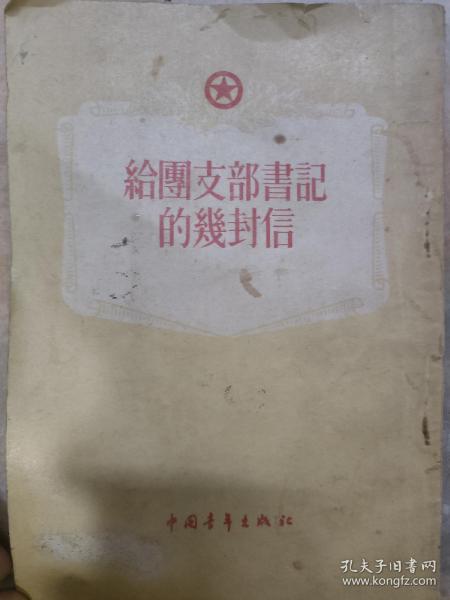 給團支部書記
的幾封信
中国青年出版社
孔夫子旧书网
www.kongfz.com